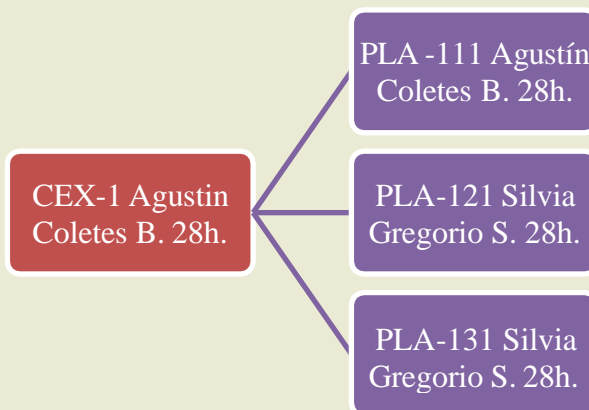 CEX-1 Agustin
Coletes B. 28h.
PLA -111 Agustín
Coletes B. 28h.
PLA-121 Silvia
Gregorio S. 28h.
PLA-131 Silvia
Gregorio S. 28h.